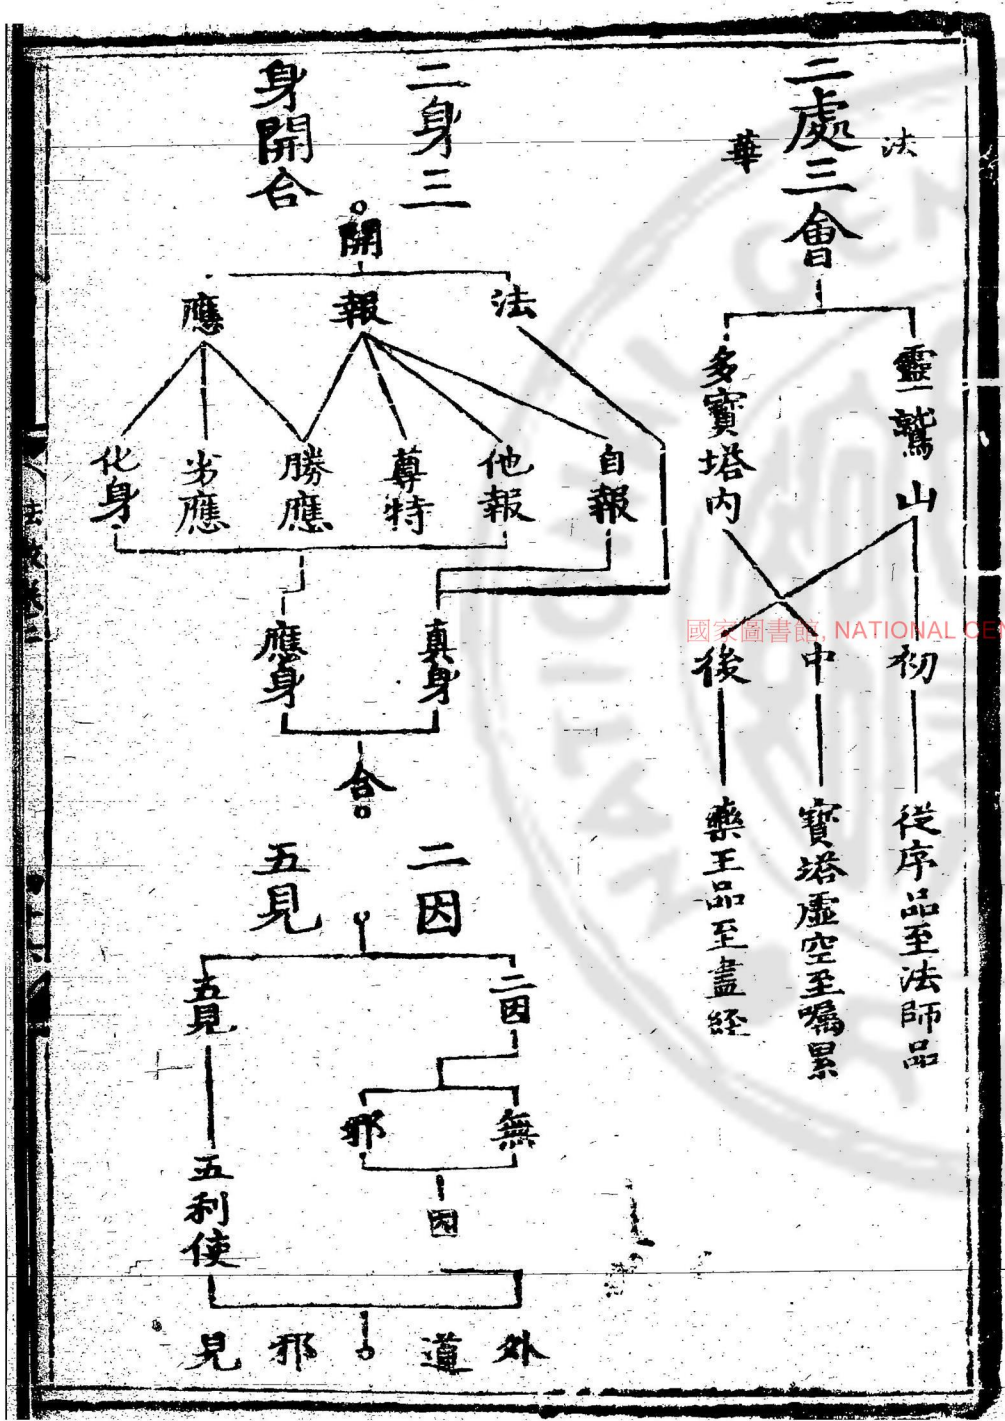 法華
二處三會
靈鷲山
多寶塔内
初
中
後
從序品至法師品
寶塔虛空至囑累
藥王品至盡経
二身三
身開合
開
法
報
應
自報
他報
尊特
勝應
劣應
化身
真身
應身
合
二因
五見
二因
五見
無
邪
因
五利使
外道
邪見
國家圖書館, NATIONAL CEN